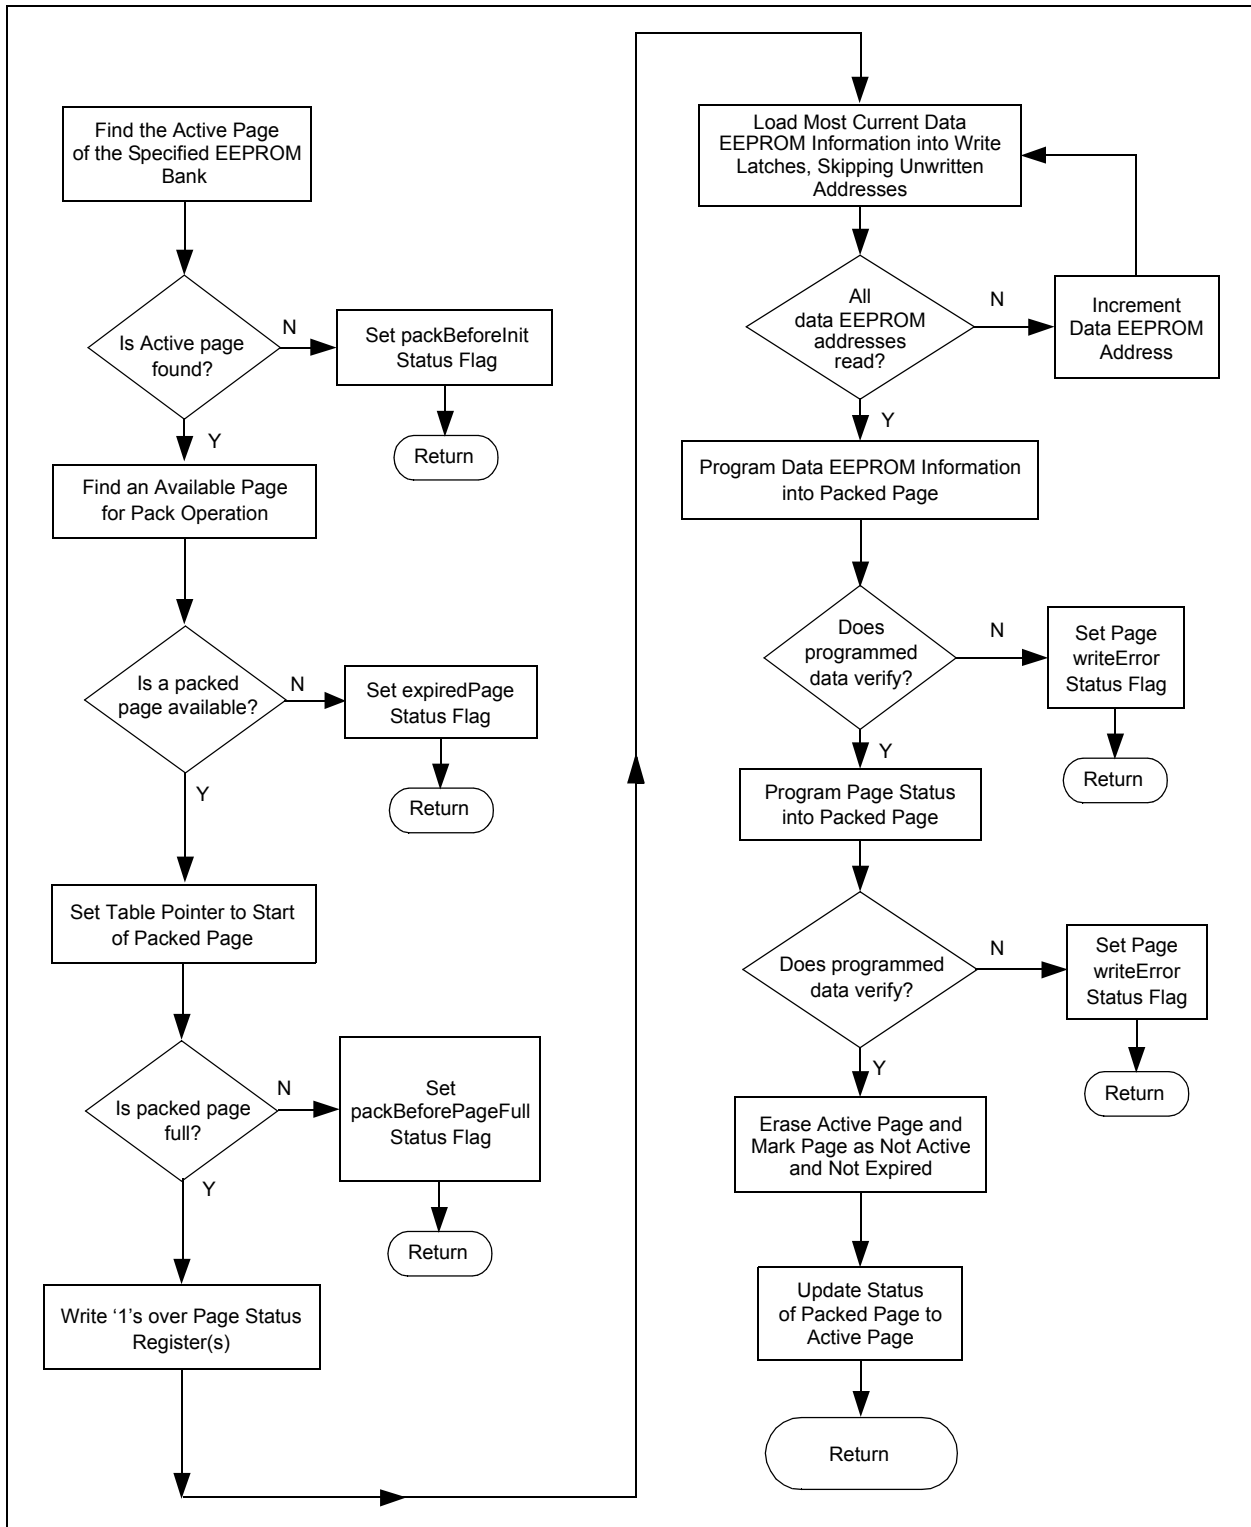 Find the Active Page
of the Specified EEPROM
Bank
Is Active page
found?
N
Set packBeforeInit
Status Flag
Return
Y
Find an Available Page
for Pack Operation
Is a packed
page available?
N
Set expiredPage
Status Flag
Return
Y
Set Table Pointer to Start
of Packed Page
Is packed page
full?
N
Set
packBeforePageFull
Status Flag
Return
Y
Write ‘1’s over Page Status
Register(s)
Load Most Current Data
EEPROM Information into Write
Latches, Skipping Unwritten
Addresses
All
data EEPROM
addresses
read?
N
Increment
Data EEPROM
Address
Y
Program Data EEPROM Information
into Packed Page
Does
programmed
data verify?
N
Set Page
writeError
Status Flag
Return
Y
Program Page Status
into Packed Page
Does programmed
data verify?
N
Set Page
writeError
Status Flag
Return
Y
Erase Active Page and
Mark Page as Not Active
and Not Expired
Update Status
of Packed Page to
Active Page
Return